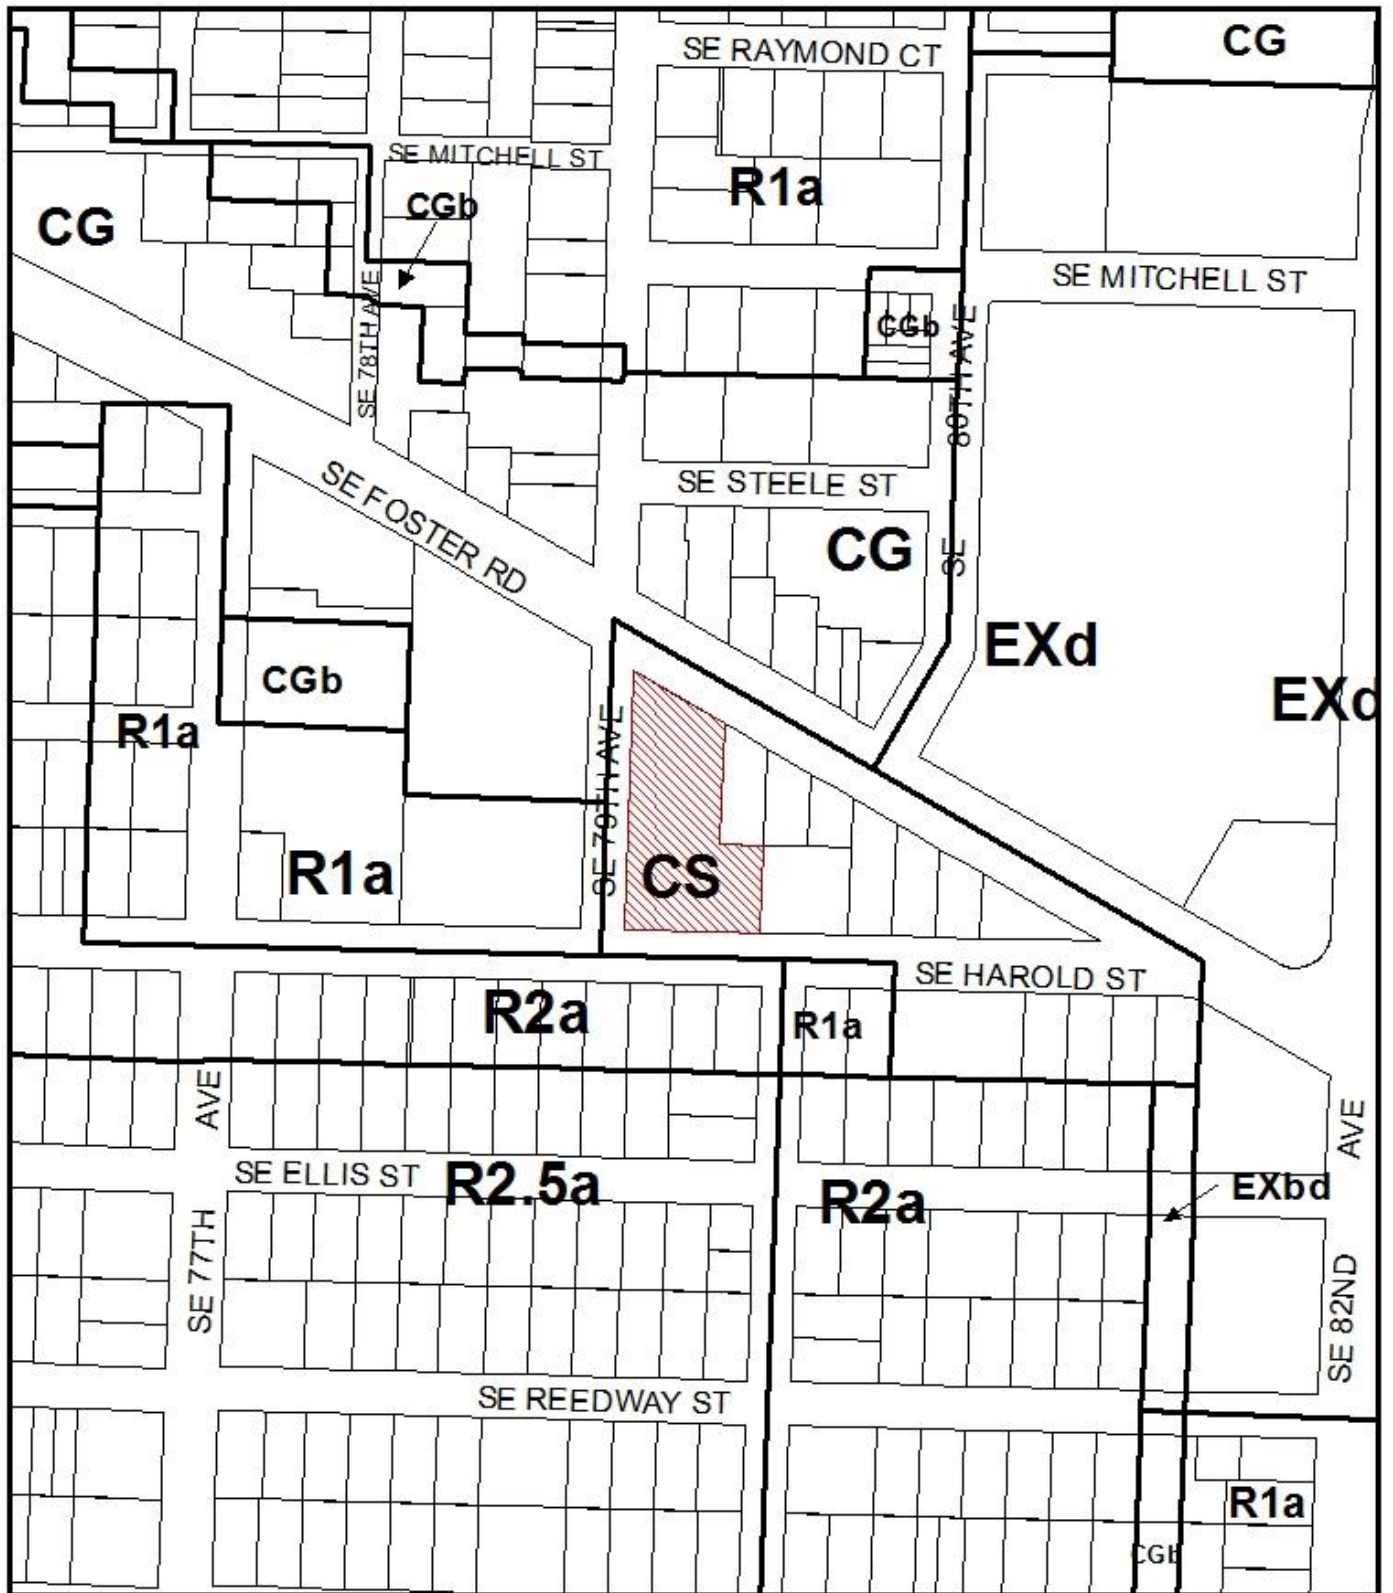 SE RAYMOND CT
CG
SE MITCHELL ST
R1a
CG
CGb
SE MITCHELL ST
SE 78TH AVE
CGb
SE 80TH AVE
SE FOSTER RD
SE STEELE ST
CG
EXd
CGb
EXd
R1a
SE 79TH AVE
R1a
CS
SE HAROLD ST
R2a
R1a
SE 77TH AVE
SE ELLIS ST
R2.5a
R2a
EXbd
SE 82ND AVE
SE REEDWAY ST
R1a
CGb